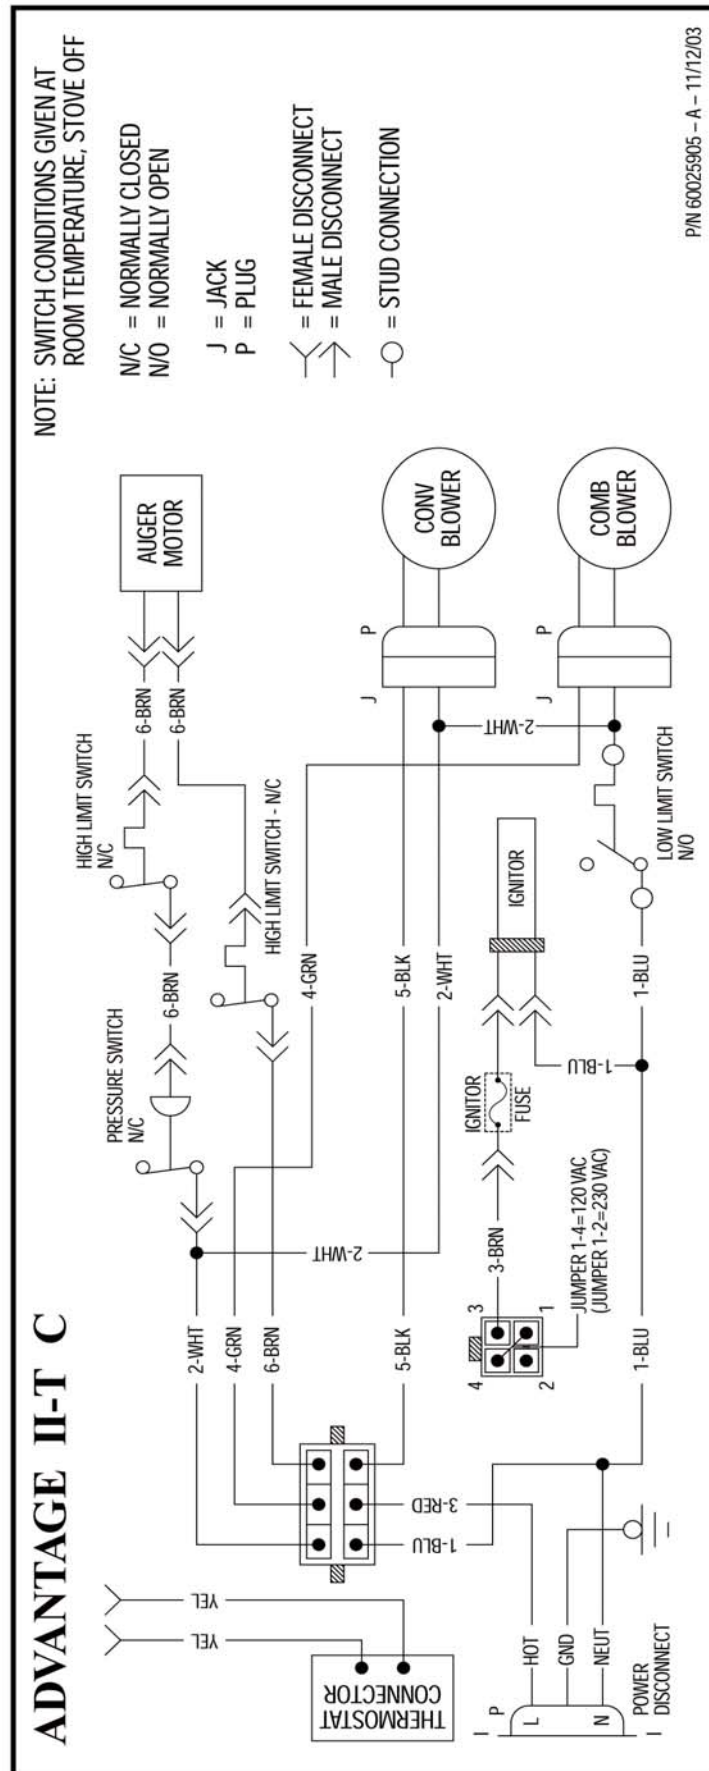 ADVANTAGE II-T C
NOTE: SWITCH CONDITIONS GIVEN AT
ROOM TEMPERATURE, STOVE OFF
N/C = NORMALLY CLOSED
N/O = NORMALLY OPEN
J = JACK
P = PLUG
= FEMALE DISCONNECT
= MALE DISCONNECT
= STUD CONNECTION
AUGER
MOTOR
6-BRN
6-BRN
HIGH LIMIT SWITCH
N/C
6-BRN
PRESSURE SWITCH
N/C
HIGH LIMIT SWITCH - N/C
2-WHT
4-GRN
6-BRN
2-WHT
4-GRN
5-BLK
2-WHT
5-BLK
J
P
CONV
BLOWER
2-WHT
J
P
COMB
BLOWER
LOW LIMIT SWITCH
N/O
IGNITOR
1-BLU
1-BLU
IGNITOR
FUSE
3-BRN
4
3
2
1
JUMPER 1-4=120 VAC
(JUMPER 1-2=230 VAC)
1-BLU
3-RED
1-BLU
YEL
YEL
THERMOSTAT
CONNECTOR
P
L
N
HOT
GND
NEUT
POWER
DISCONNECT
P/N 60025905 – A – 11/12/03